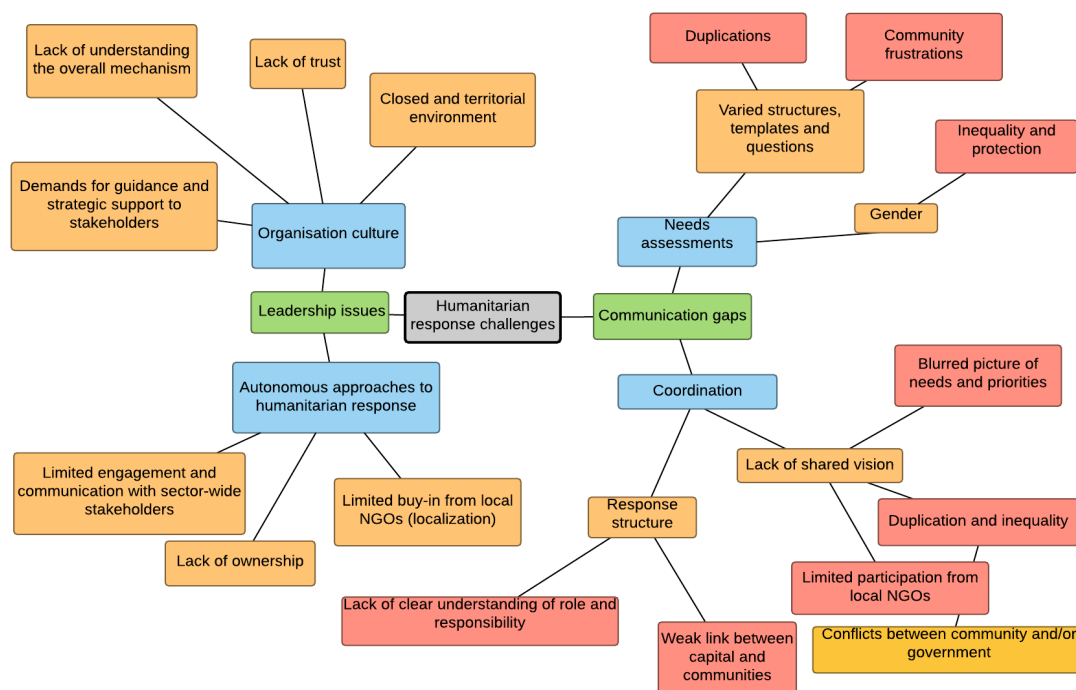 Lack of understanding
the overall mechanism
Lack of trust
Closed and territorial
environment
Demands for guidance and
strategic support to
stakeholders
Organisation culture
Leadership issues
Humanitarian
response challenges
Autonomous approaches to
humanitarian response
Limited engagement and
communication with sector-wide
stakeholders
Lack of ownership
Limited buy-in from local
NGOs (localization)
Duplications
Community
frustrations
Varied structures,
templates and
questions
Inequality and
protection
Gender
Needs
assessments
Communication gaps
Coordination
Blurred picture of
needs and priorities
Lack of shared vision
Response
structure
Duplication and inequality
Limited participation from
local NGOs
Lack of clear understanding of role and
responsibility
Weak link between
capital and
communities
Conflicts between community and/or
government